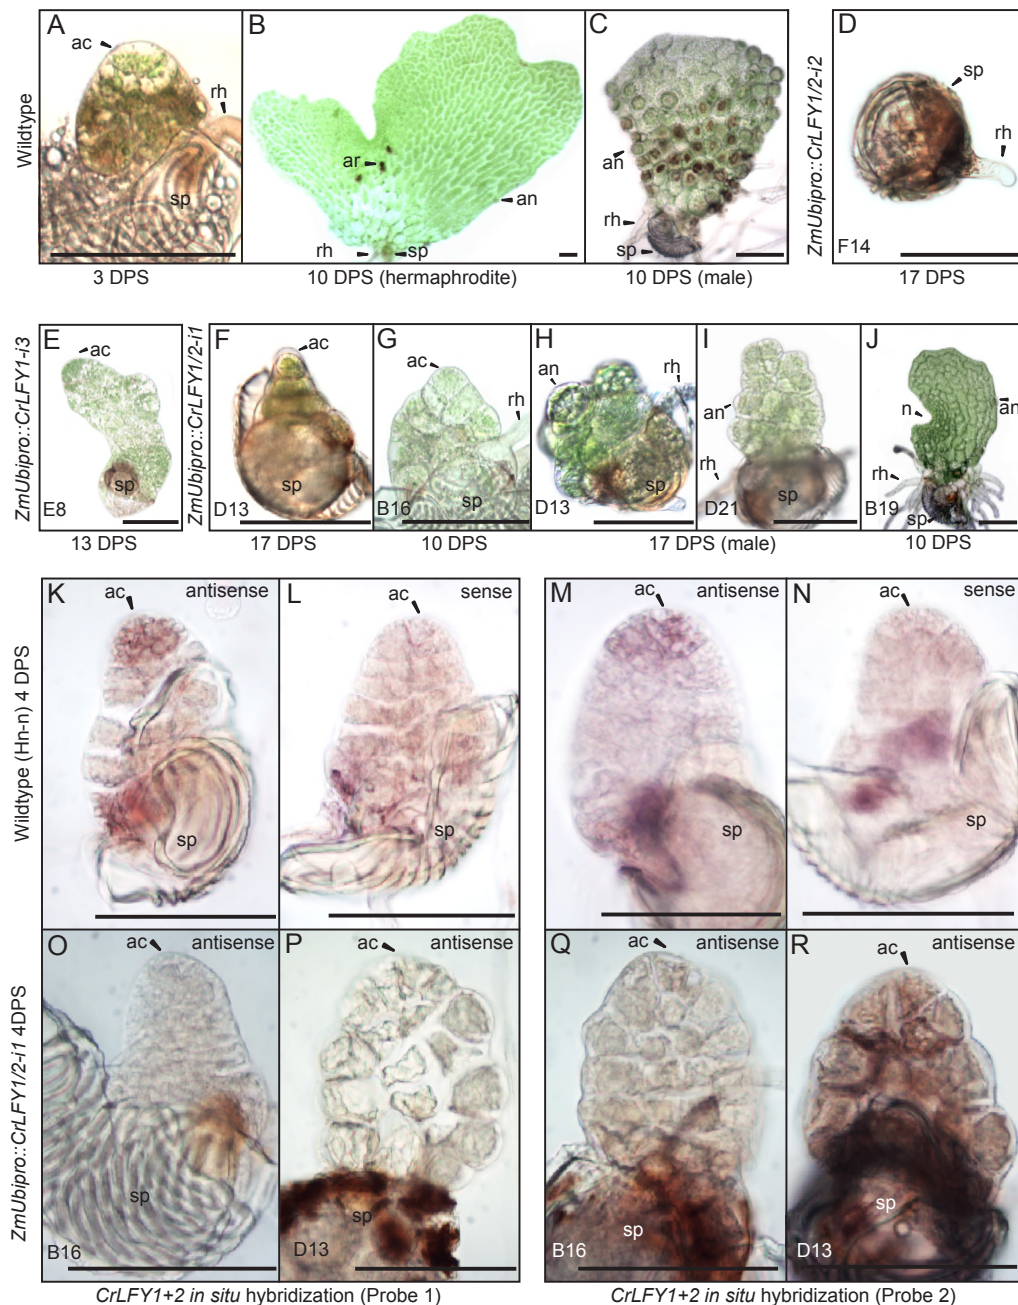 Wildtype
A
ac
rh
sp
3 DPS
B
ar
an
rh
sp
10 DPS (hermaphrodite)
C
an
rh
sp
10 DPS (male)
ZmUbipro::CrLFY1/2-i2
D
sp
rh
F14
17 DPS
ZmUbipro::CrLFY1-i3
E
ac
sp
E8
13 DPS
ZmUbipro::CrLFY1/2-i1
F
ac
sp
D13
17 DPS
G
ac
rh
sp
B16
10 DPS
H
an
rh
sp
D13
I
an
rh
sp
D21
17 DPS (male)
J
n
an
rh
sp
B19
10 DPS
Wildtype (Hn-n) 4 DPS
K
antisense
ac
sp
L
sense
ac
sp
M
antisense
ac
sp
N
sense
ac
sp
ZmUbipro::CrLFY1/2-i1 4DPS
O
antisense
ac
sp
B16
P
antisense
ac
sp
D13
Q
antisense
ac
sp
B16
R
antisense
ac
sp
D13
CrLFY1+2 in situ hybridization (Probe 1)
CrLFY1+2 in situ hybridization (Probe 2)